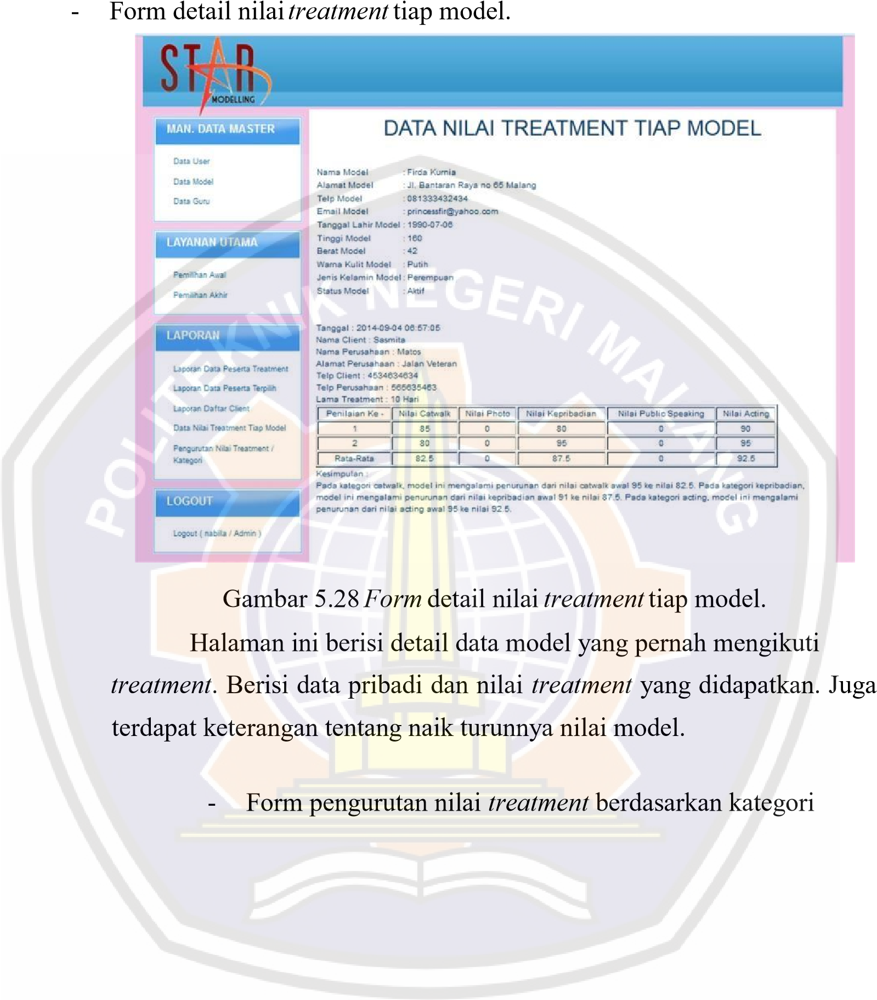 - Form detail nilai treatment tiap model.
STAR
MODELLING
MAN. DATA MASTER
Data User
Data Model
Data Guru
LAYANAN UTAMA
Pemilihan Awal
Pemilihan Akhir
LAPORAN
Laporan Data Peserta Treatment
Laporan Data Peserta Terpilih
Laporan Daftar Client
Data Nilai Treatment Tiap Model
Pengurutan Nilai Treatment /
Kategori
LOGOUT
Logout ( nabilla / Admin )
DATA NILAI TREATMENT TIAP MODEL
Nama Model : Firda Kurnia
Alamat Model : Jl. Bantaran Raya no 65 Malang
Telp Model : 081333432434
Email Model : princessfir@yahoo.com
Tanggal Lahir Model : 1990-07-06
Tinggi Model : 160
Berat Model : 42
Warna Kulit Model : Putih
Jenis Kelamin Model : Perempuan
Status Model : Aktif
Tanggal : 2014-09-04 06:57:05
Nama Client : Sasmita
Nama Perusahaan : Matos
Alamat Perusahaan : Jalan Veteran
Telp Client : 4534634634
Telp Perusahaan : 565635463
Lama Treatment : 10 Hari
Penilaian Ke - Nilai Catwalk Nilai Photo Nilai Kepribadian Nilai Public Speaking Nilai Acting
1 85 0 80 0 90
2 80 0 95 0 95
Rata-Rata 82.5 0 87.5 0 92.5
Kesimpulan :
Pada kategori catwalk, model ini mengalami penurunan dari nilai catwalk awal 95 ke nilai 82.5. Pada kategori kepribadian,
model ini mengalami penurunan dari nilai kepribadian awal 91 ke nilai 87.5. Pada kategori acting, model ini mengalami
penurunan dari nilai acting awal 95 ke nilai 92.5.
POLITEKNIK NEGERI MALANG
Gambar 5.28 Form detail nilai treatment tiap model.
Halaman ini berisi detail data model yang pernah mengikuti
treatment. Berisi data pribadi dan nilai treatment yang didapatkan. Juga
terdapat keterangan tentang naik turunnya nilai model.
- Form pengurutan nilai treatment berdasarkan kategori